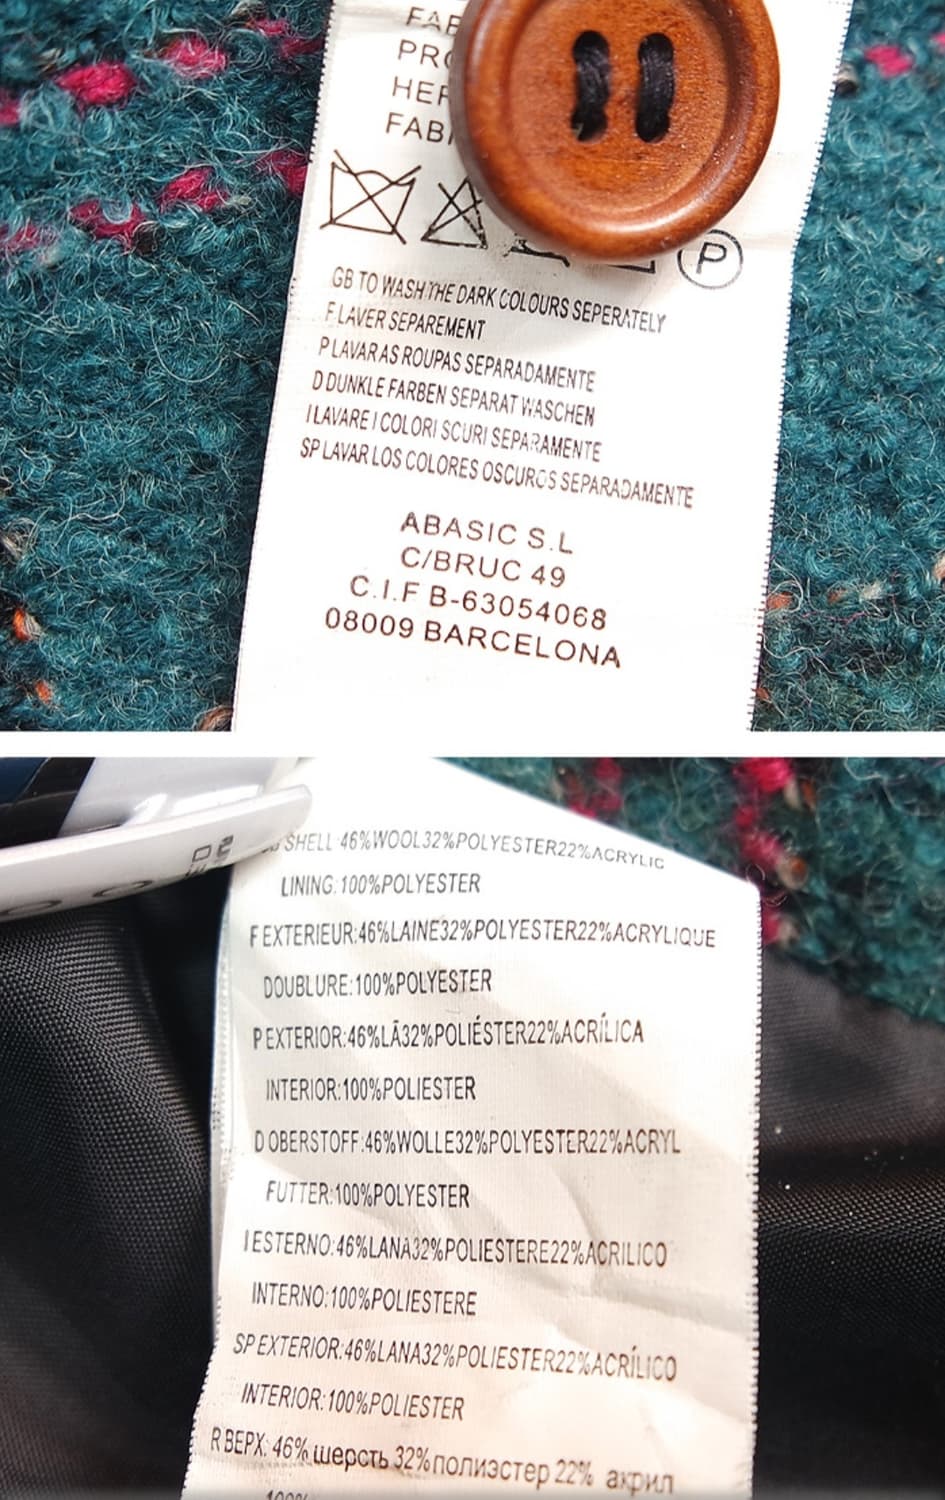 GB TO WASH THE DARK COLOURS SEPERATELY
F LAVER SEPAREMENT
P LAVAR AS ROUPAS SEPARADAMENTE
D DUNKLE FARBEN SEPARAT WASCHEN
I LAVARE I COLORI SCURI SEPARAMENTE
SP LAVAR LOS COLORES OSCUROS SEPARADAMENTE
ABASIC S.L
C/BRUC 49
C.I.F B-63054068
08009 BARCELONA
P
SHELL:46%WOOL32%POLYESTER22%ACRYLIC
LINING:100%POLYESTER
F EXTERIEUR:46%LAINE32%POLYESTER22%ACRYLIQUE
DOUBLURE:100%POLYESTER
P EXTERIOR:46%LÃ32%POLIÉSTER22%ACRÍLICA
INTERIOR:100%POLIESTER
D OBERSTOFF:46%WOLLE32%POLYESTER22%ACRYL
FUTTER:100%POLYESTER
I ESTERNO:46%LANA32%POLIESTERE22%ACRILICO
INTERNO:100%POLIESTERE
SP EXTERIOR:46%LANA32%POLIESTER22%ACRÍLICO
INTERIOR:100%POLIESTER
R ВЕРХ: 46% шерсть 32% полиэстер 22% акрил
100%